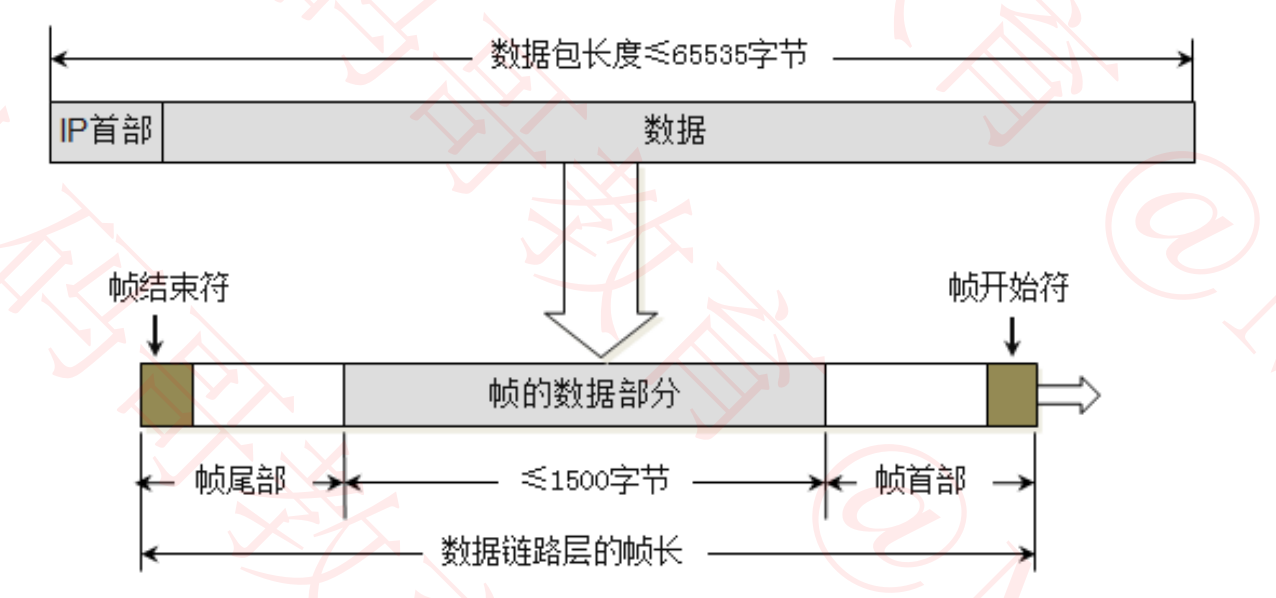 数据包长度≤65535字节
IP首部 数据
帧结束符 帧开始符
帧的数据部分
帧尾部 ≤1500字节 帧首部
数据链路层的帧长